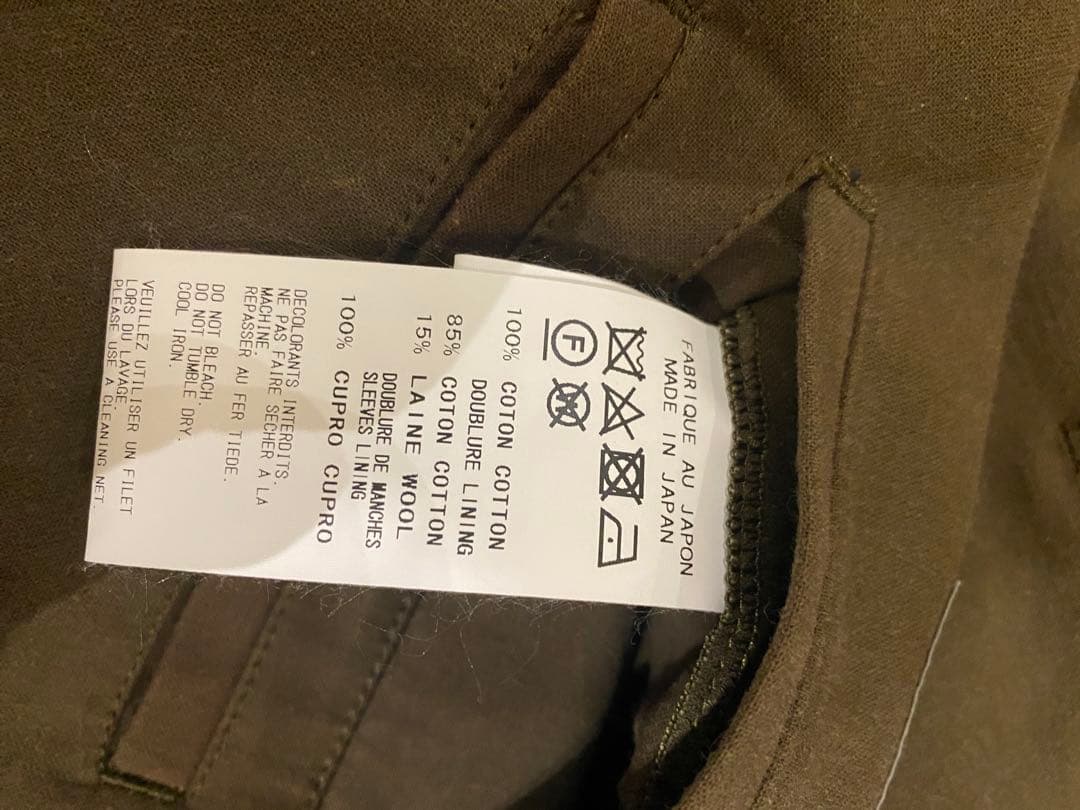 FABRIQUE AU JAPON
MADE IN JAPAN
F W
100% COTON COTTON
DOUBLURE LINING
85% COTON COTTON
15% LAINE WOOL
DOUBLURE DE MANCHES
SLEEVES LINING
100% CUPRO CUPRO
DECOLORANTS INTERDITS.
NE PAS FAIRE SECHER A LA
MACHINE.
REPASSER AU FER TIEDE.
DO NOT BLEACH.
DO NOT TUMBLE DRY.
COOL IRON.
VEUILLEZ UTILISER UN FILET
LORS DU LAVAGE.
PLEASE USE A CLEANING NET.